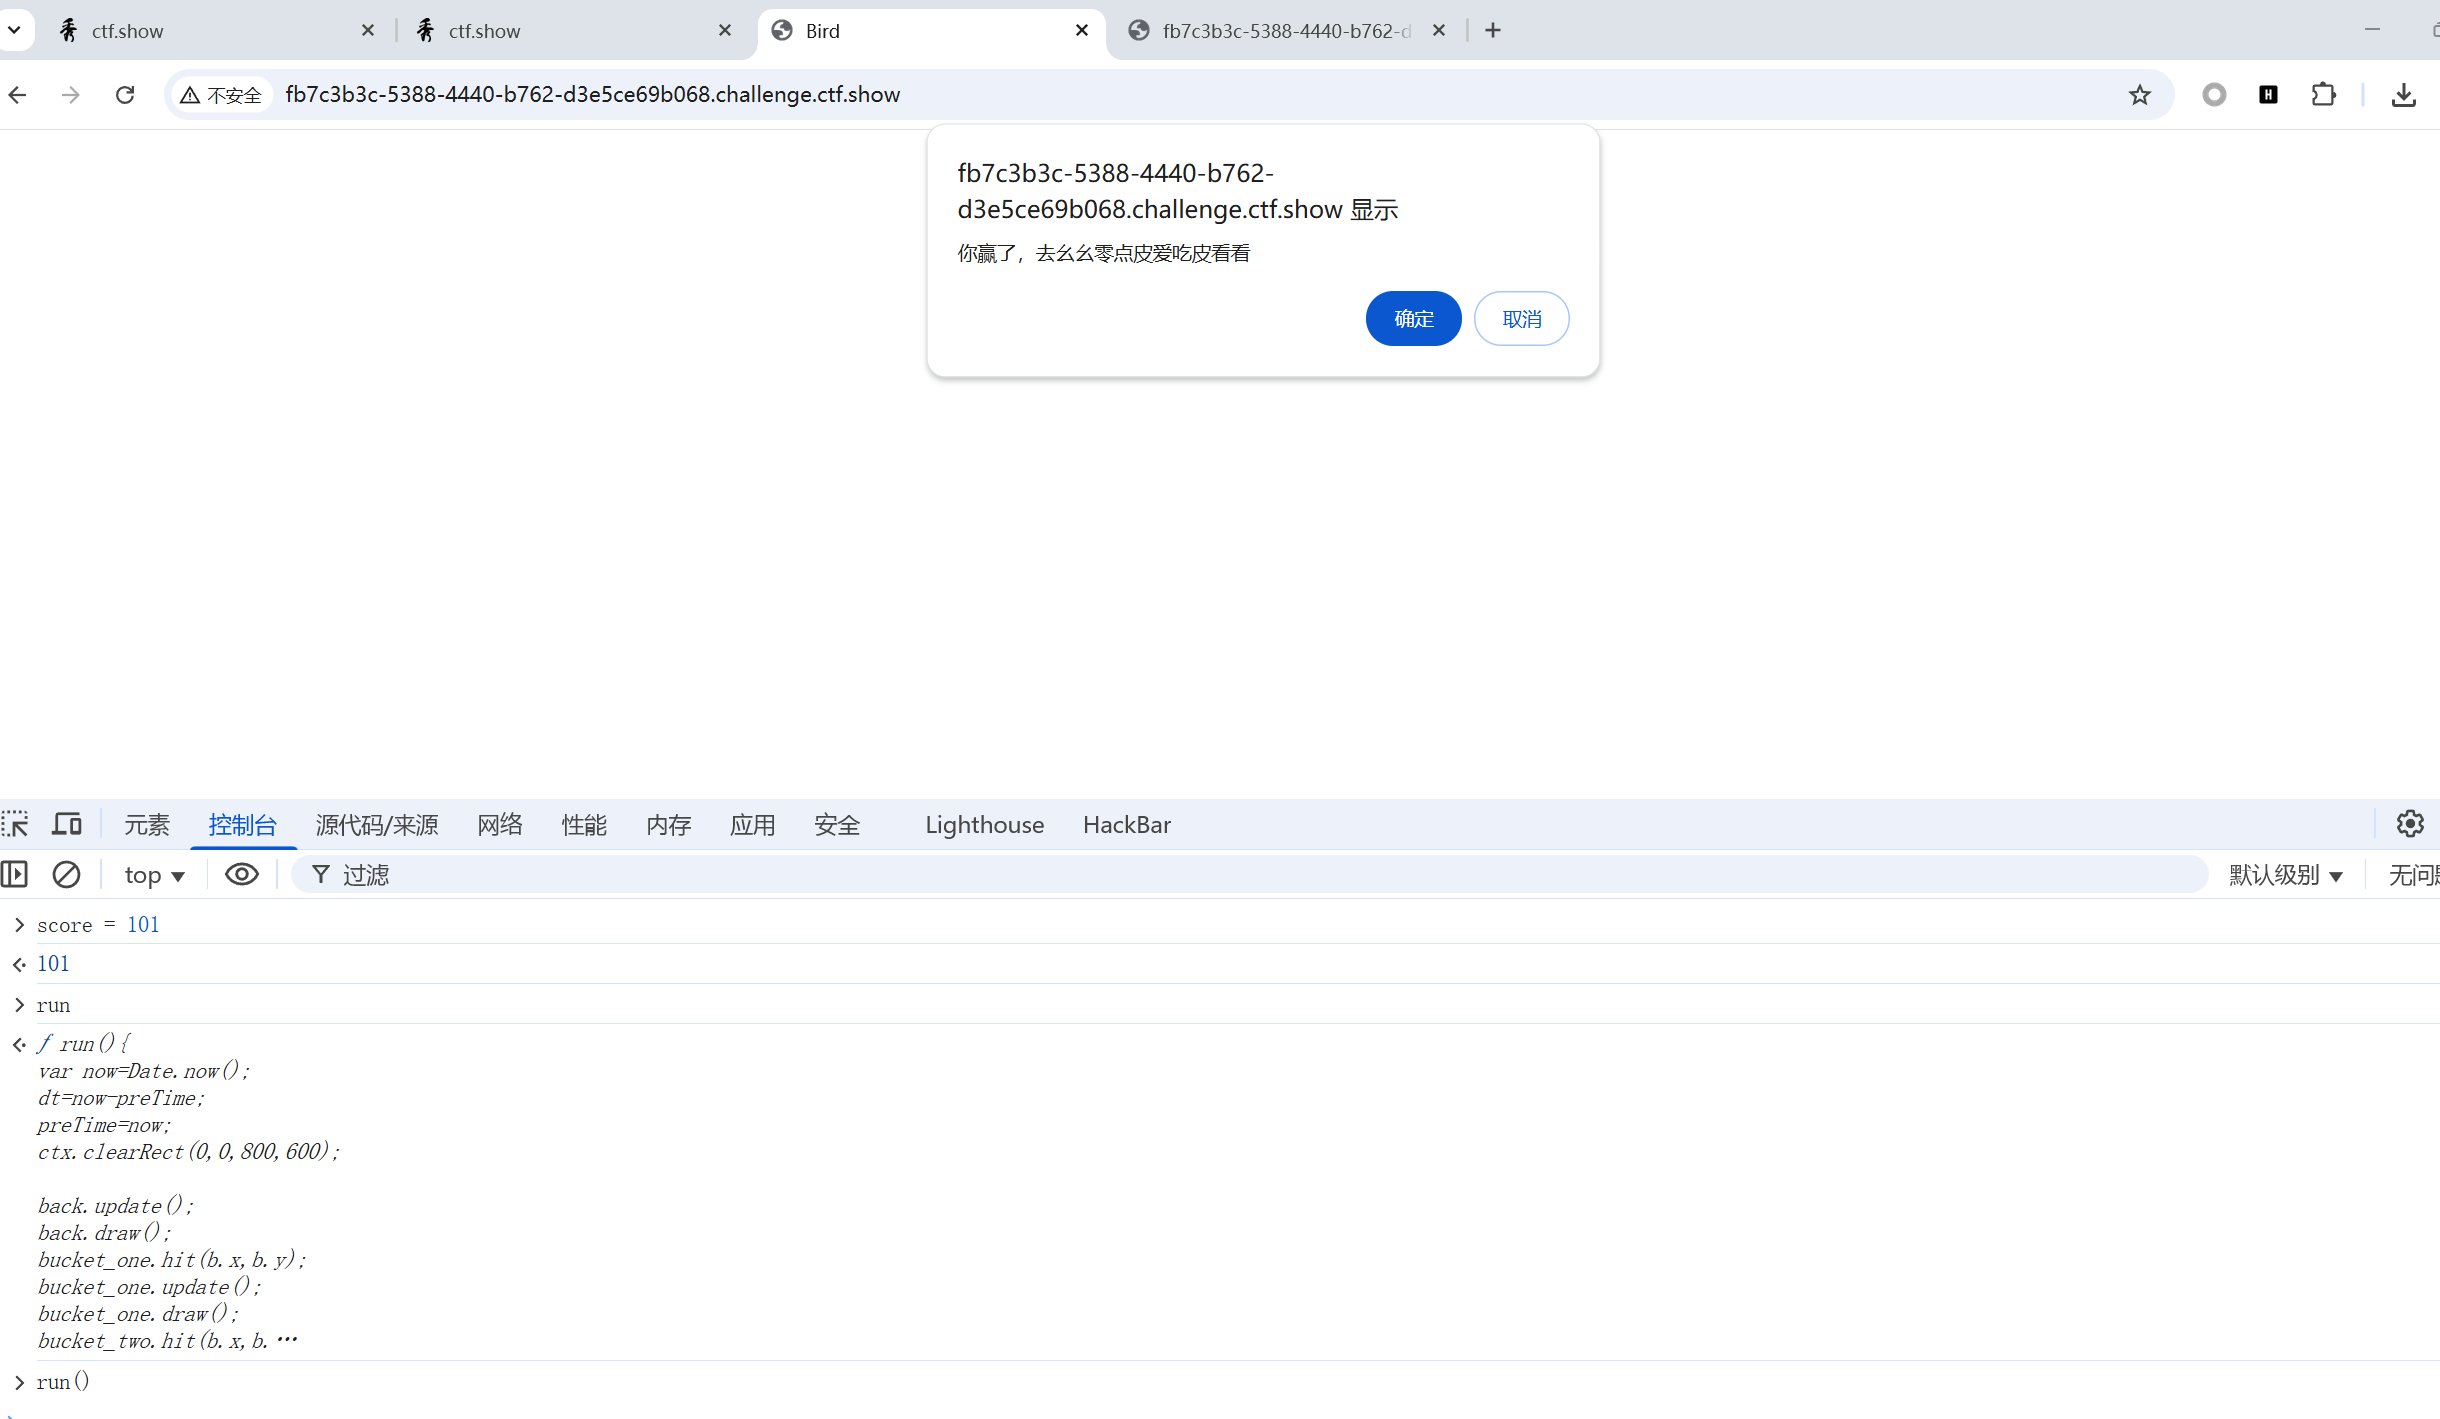 ctf.show
ctf.show
Bird
fb7c3b3c-5388-4440-b762-d
不安全
fb7c3b3c-5388-4440-b762-d3e5ce69b068.challenge.ctf.show
fb7c3b3c-5388-4440-b762-
d3e5ce69b068.challenge.ctf.show 显示
你赢了，去幺幺零点皮爱吃皮看看
确定 取消
元素 控制台 源代码/来源 网络 性能 内存 应用 安全 Lighthouse HackBar
top 过滤 默认级别 无问题
score = 101
101
run
ƒ run(){
var now=Date.now();
dt=now-preTime;
preTime=now;
ctx.clearRect(0,0,800,600);
back.update();
back.draw();
bucket_one.hit(b.x,b.y);
bucket_one.update();
bucket_one.draw();
bucket_two.hit(b.x,b.…
run()